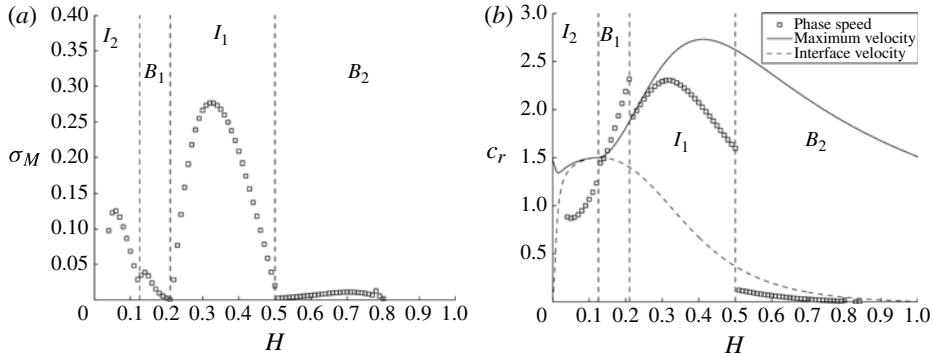 (a)
0.40
0.35
0.30
0.25
0.20
0.15
0.10
0.05
σM
I2
B1
I1
B2
0 0.1 0.2 0.3 0.4 0.5 0.6 0.7 0.8 0.9 1.0
H
(b)
3.0
2.5
2.0
1.5
1.0
0.5
cr
Phase speed
Maximum velocity
Interface velocity
I2
B1
I1
B2
0 0.1 0.2 0.3 0.4 0.5 0.6 0.7 0.8 0.9 1.0
H